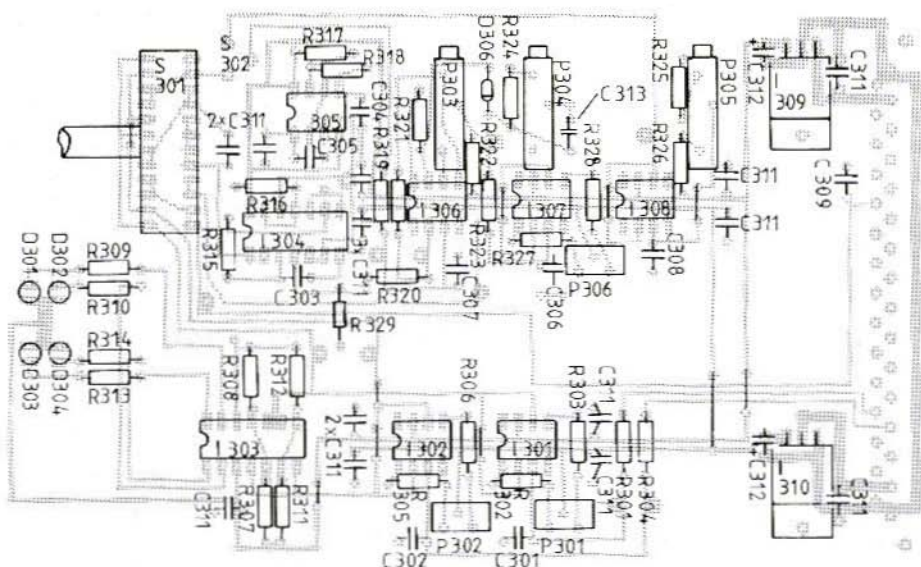 R317
R318
S 302
S 301
2×C311
305
C305
C304
R319
R321
P303
D306
R324
P304
C313
R325
P305
C312
I 309
C311
R322
R328
R326
C311
C309
R316
R315
I304
I306
I307
I308
C311
3×C311
R323
R327
C308
C303
R320
C307
C306
P306
R329
D301
D302
R309
R310
R314
R313
D303
D304
R308
R312
R306
R303
C311
I303
2×C311
I302
I301
C312
310
C311
C311
R307
R311
R 305
R 302
C311
R301
R304
P302
P301
C302
C301